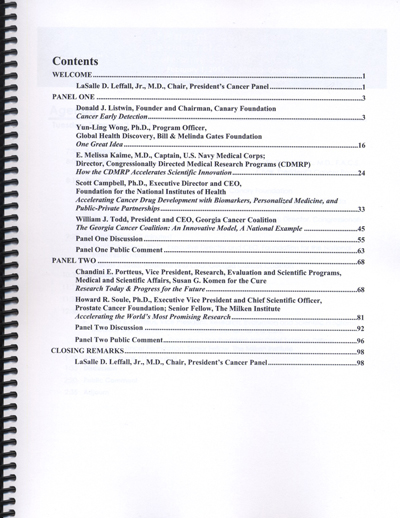 Contents
WELCOME.....1
LaSalle D. Leffall, Jr., M.D., Chair, President's Cancer Panel.....1
PANEL ONE.....3
Donald J. Listwin, Founder and Chairman, Canary Foundation
Cancer Early Detection.....3
Yun-Ling Wong, Ph.D., Program Officer,
Global Health Discovery, Bill & Melinda Gates Foundation
One Great Idea.....16
E. Melissa Kaime, M.D., Captain, U.S. Navy Medical Corps;
Director, Congressionally Directed Medical Research Programs (CDMRP)
How the CDMRP Accelerates Scientific Innovation.....24
Scott Campbell, Ph.D., Executive Director and CEO,
Foundation for the National Institutes of Health
Accelerating Cancer Drug Development with Biomarkers, Personalized Medicine, and
Public-Private Partnerships.....33
William J. Todd, President and CEO, Georgia Cancer Coalition
The Georgia Cancer Coalition: An Innovative Model, A National Example.....45
Panel One Discussion.....55
Panel One Public Comment.....63
PANEL TWO.....68
Chandini E. Portteus, Vice President, Research, Evaluation and Scientific Programs,
Medical and Scientific Affairs, Susan G. Komen for the Cure
Research Today & Progress for the Future.....68
Howard R. Soule, Ph.D., Executive Vice President and Chief Scientific Officer,
Prostate Cancer Foundation; Senior Fellow, The Milken Institute
Accelerating the World's Most Promising Research.....81
Panel Two Discussion.....92
Panel Two Public Comment.....96
CLOSING REMARKS.....98
LaSalle D. Leffall, Jr., M.D., Chair, President's Cancer Panel.....98